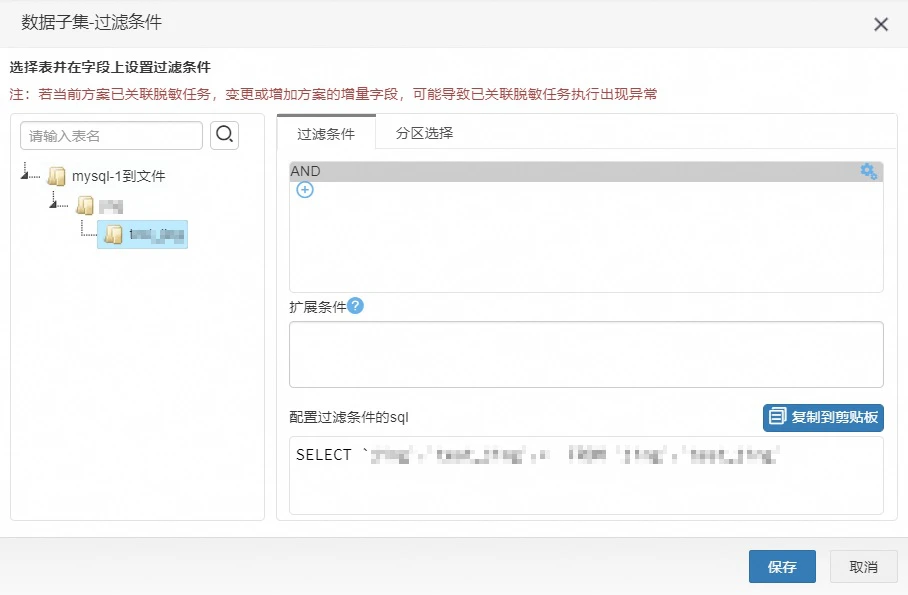 数据子集-过滤条件
选择表并在字段上设置过滤条件
注：若当前方案已关联脱敏任务，变更或增加方案的增量字段，可能导致已关联脱敏任务执行出现异常
请输入表名
mysql-1到文件
过滤条件
分区选择
AND
扩展条件
?
配置过滤条件的sql
复制到剪贴板
SELECT `
保存
取消